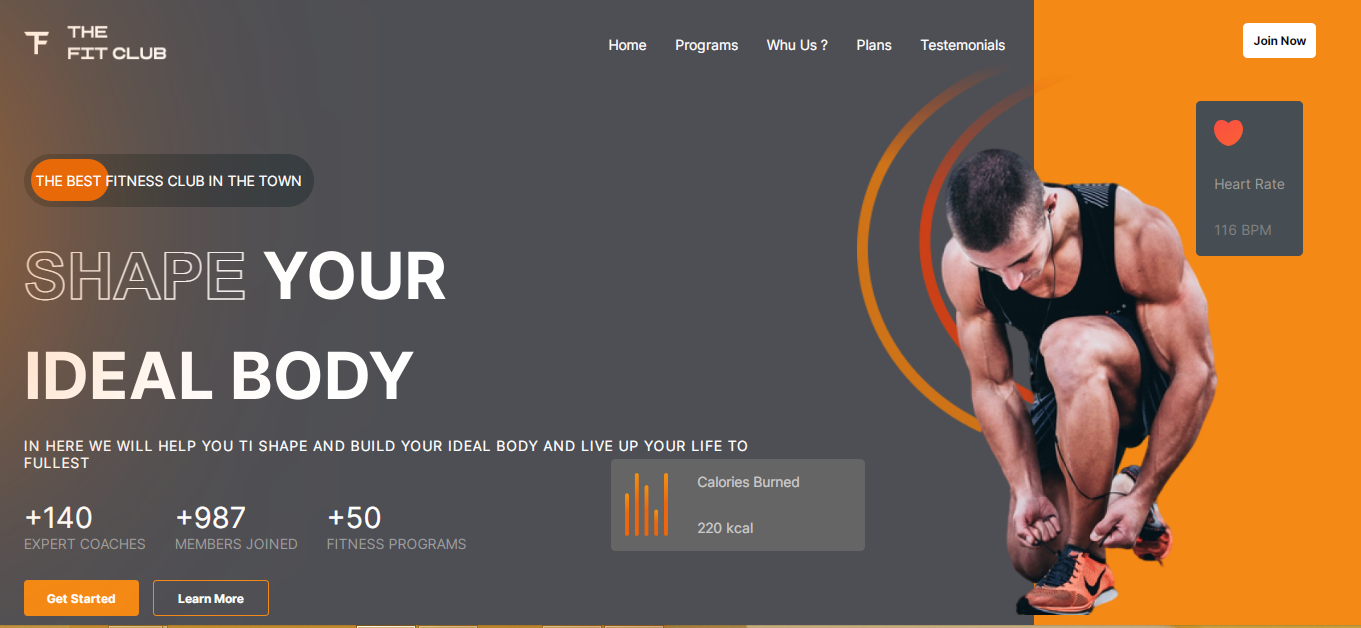 THE
FIT CLUB
Home
Programs
Whu Us ?
Plans
Testimonials
Join Now
THE BEST FITNESS CLUB IN THE TOWN
SHAPE YOUR
IDEAL BODY
IN HERE WE WILL HELP YOU TI SHAPE AND BUILD YOUR IDEAL BODY AND LIVE UP YOUR LIFE TO
FULLEST
+140
EXPERT COACHES
+987
MEMBERS JOINED
+50
FITNESS PROGRAMS
Get Started
Learn More
Heart Rate
116 BPM
Calories Burned
220 kcal